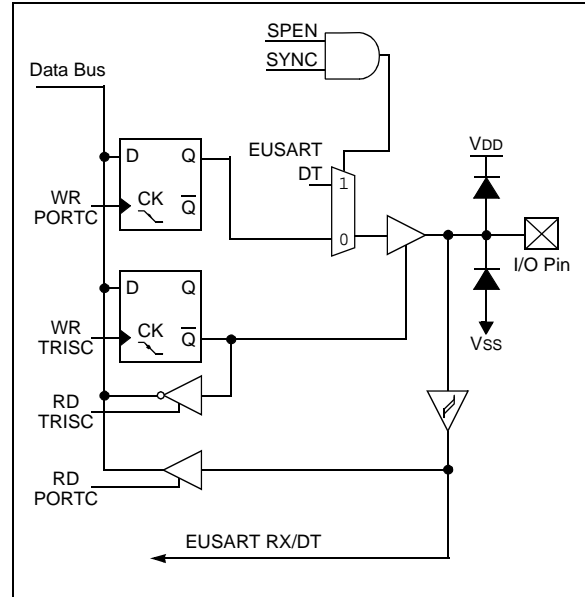 SPEN
SYNC
Data Bus
EUSART
DT
1
0
D Q
CK
Q
WR
PORTC
D Q
CK
Q
WR
TRISC
RD
TRISC
RD
PORTC
VDD
I/O Pin
VSS
EUSART RX/DT